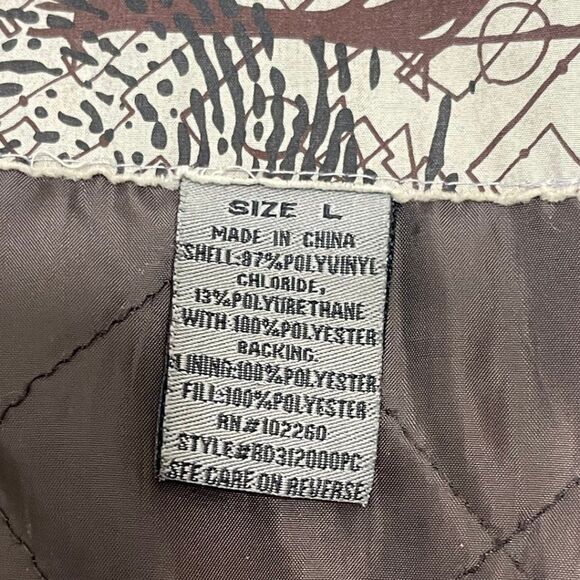 SIZE L
MADE IN CHINA
SHELL:87%POLYVINYL
CHLORIDE,
13%POLYURETHANE
WITH 100%POLYESTER
BACKING.
LINING:100%POLYESTER
FILL:100%POLYESTER
RN#102260
STYLE#BD312000PC
SEE CARE ON REVERSE